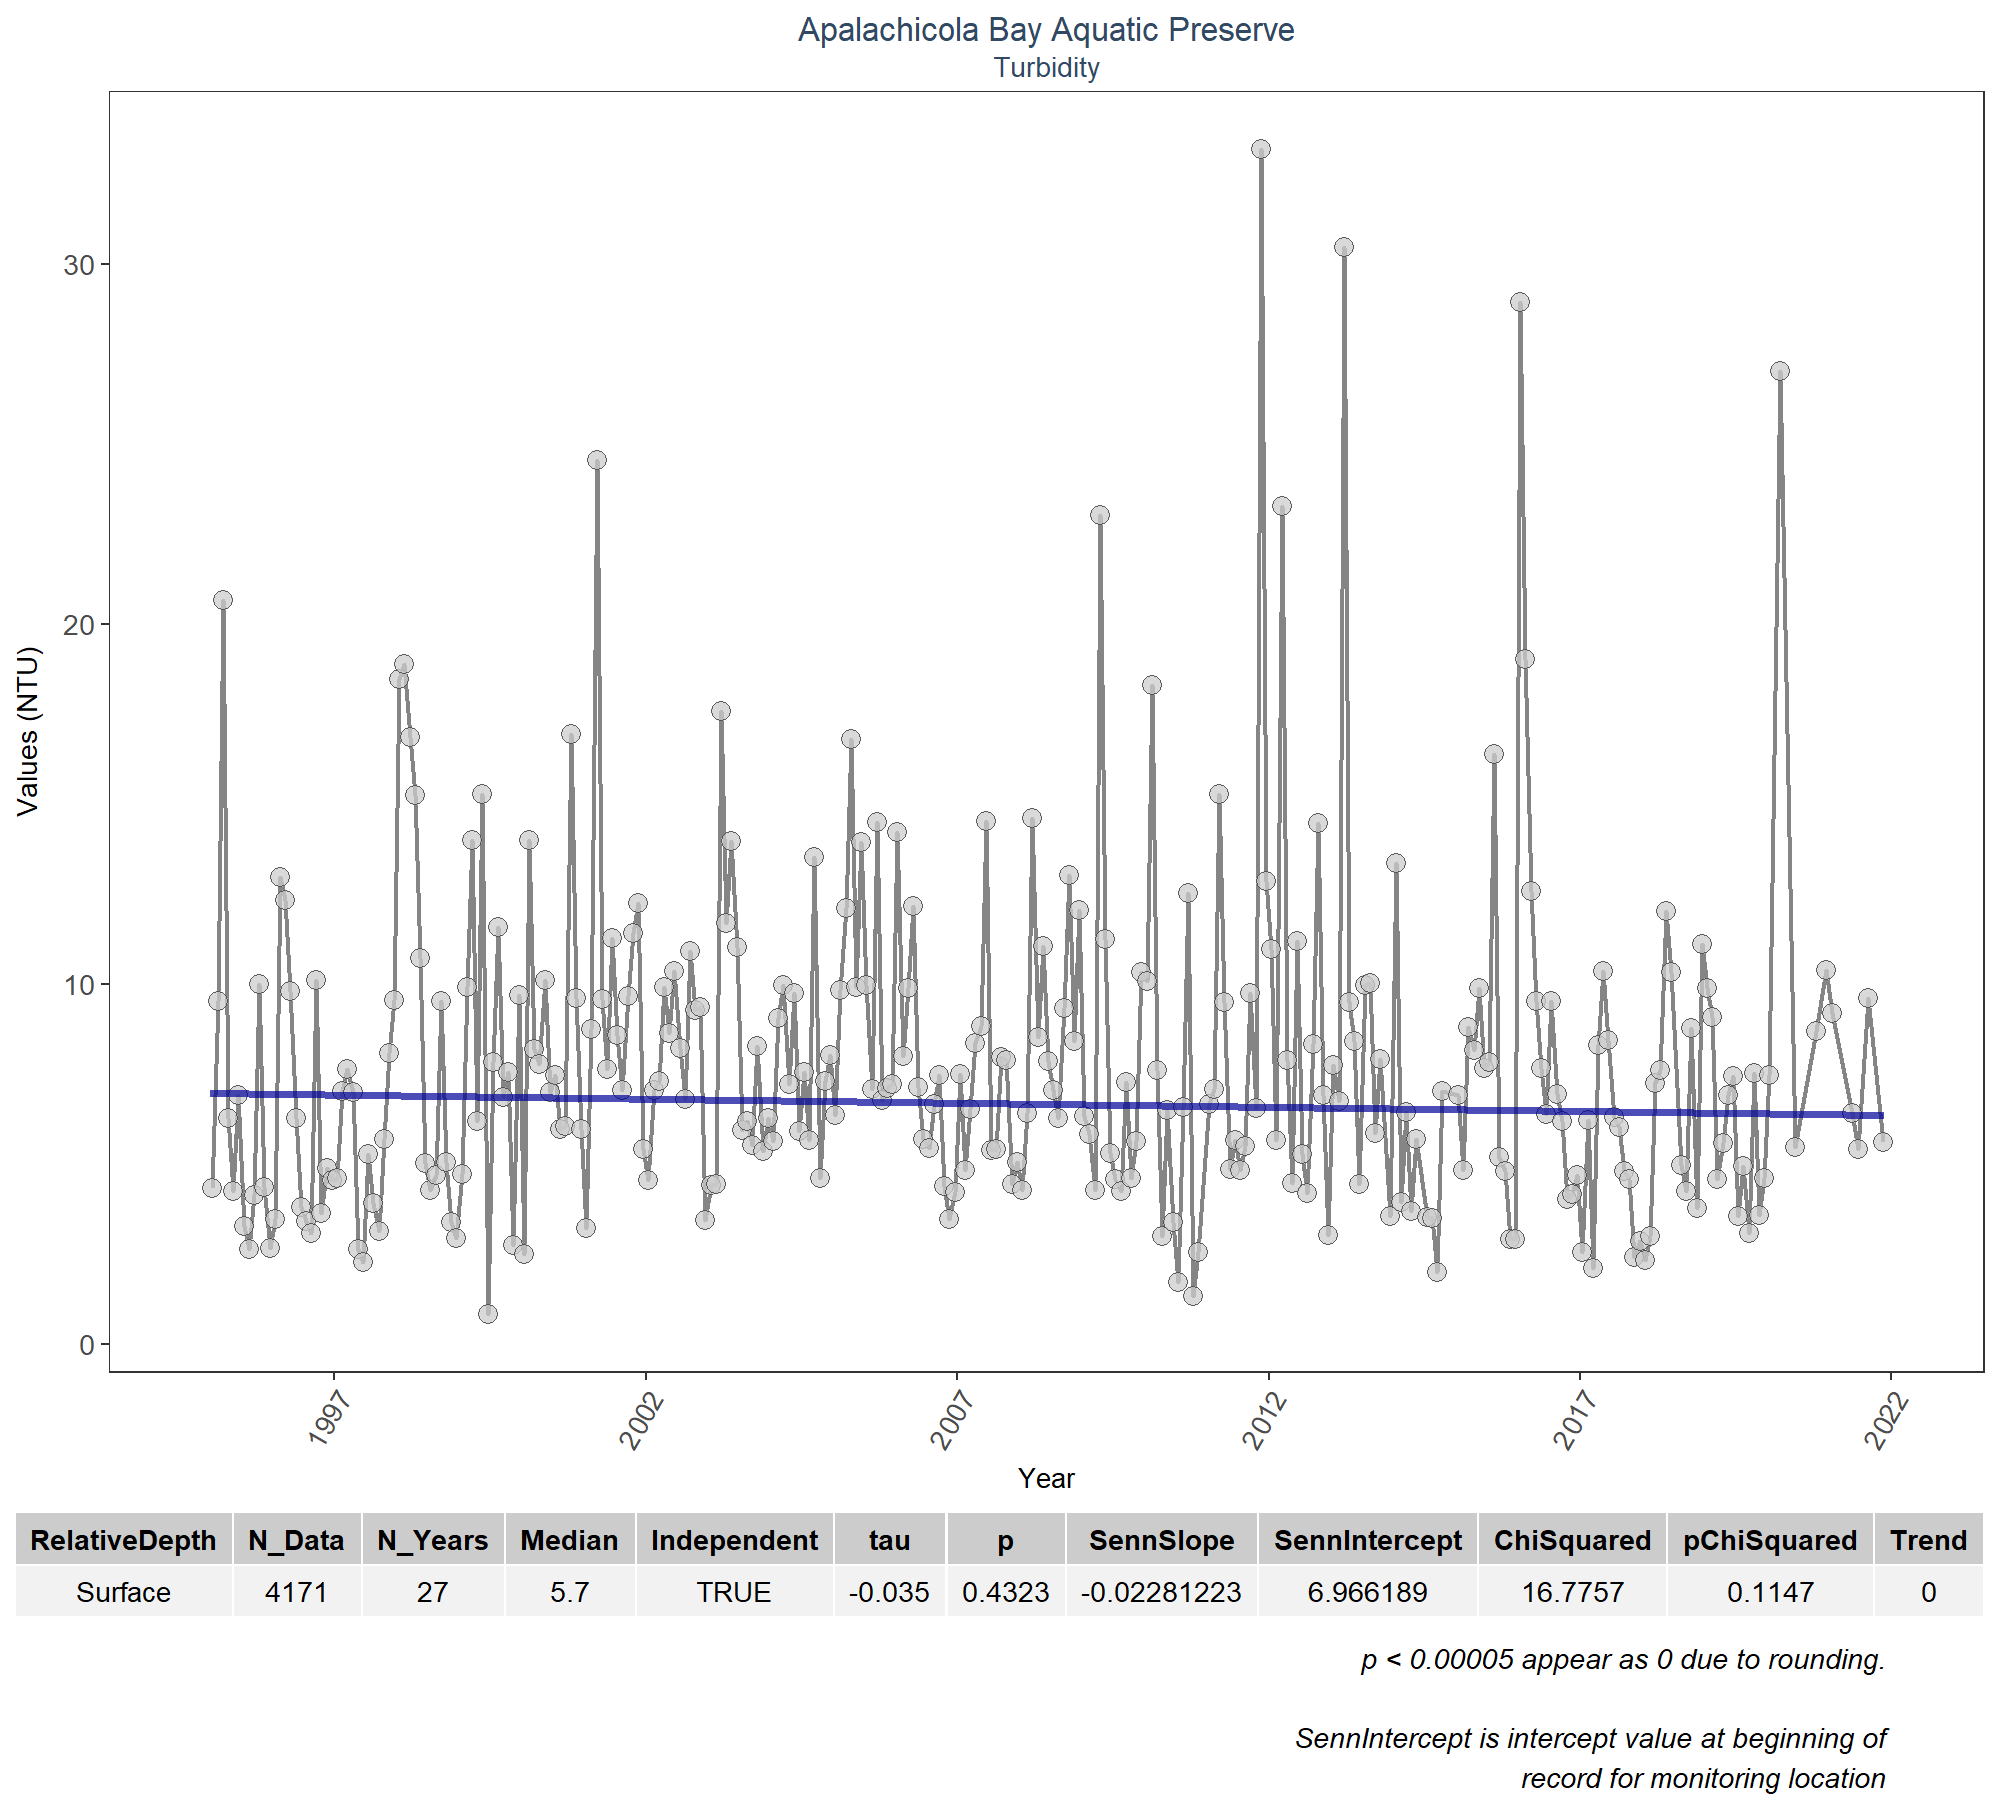 Apalachicola Bay Aquatic Preserve
Turbidity
Values (NTU)
30
20
10
0
1997 2002 2007 2012 2017 2022
Year
RelativeDepth N_Data N_Years Median Independent tau p SennSlope SennIntercept ChiSquared pChiSquared Trend
Surface 4171 27 5.7 TRUE -0.035 0.4323 -0.02281223 6.966189 16.7757 0.1147 0
p < 0.00005 appear as 0 due to rounding.
SennIntercept is intercept value at beginning of
record for monitoring location